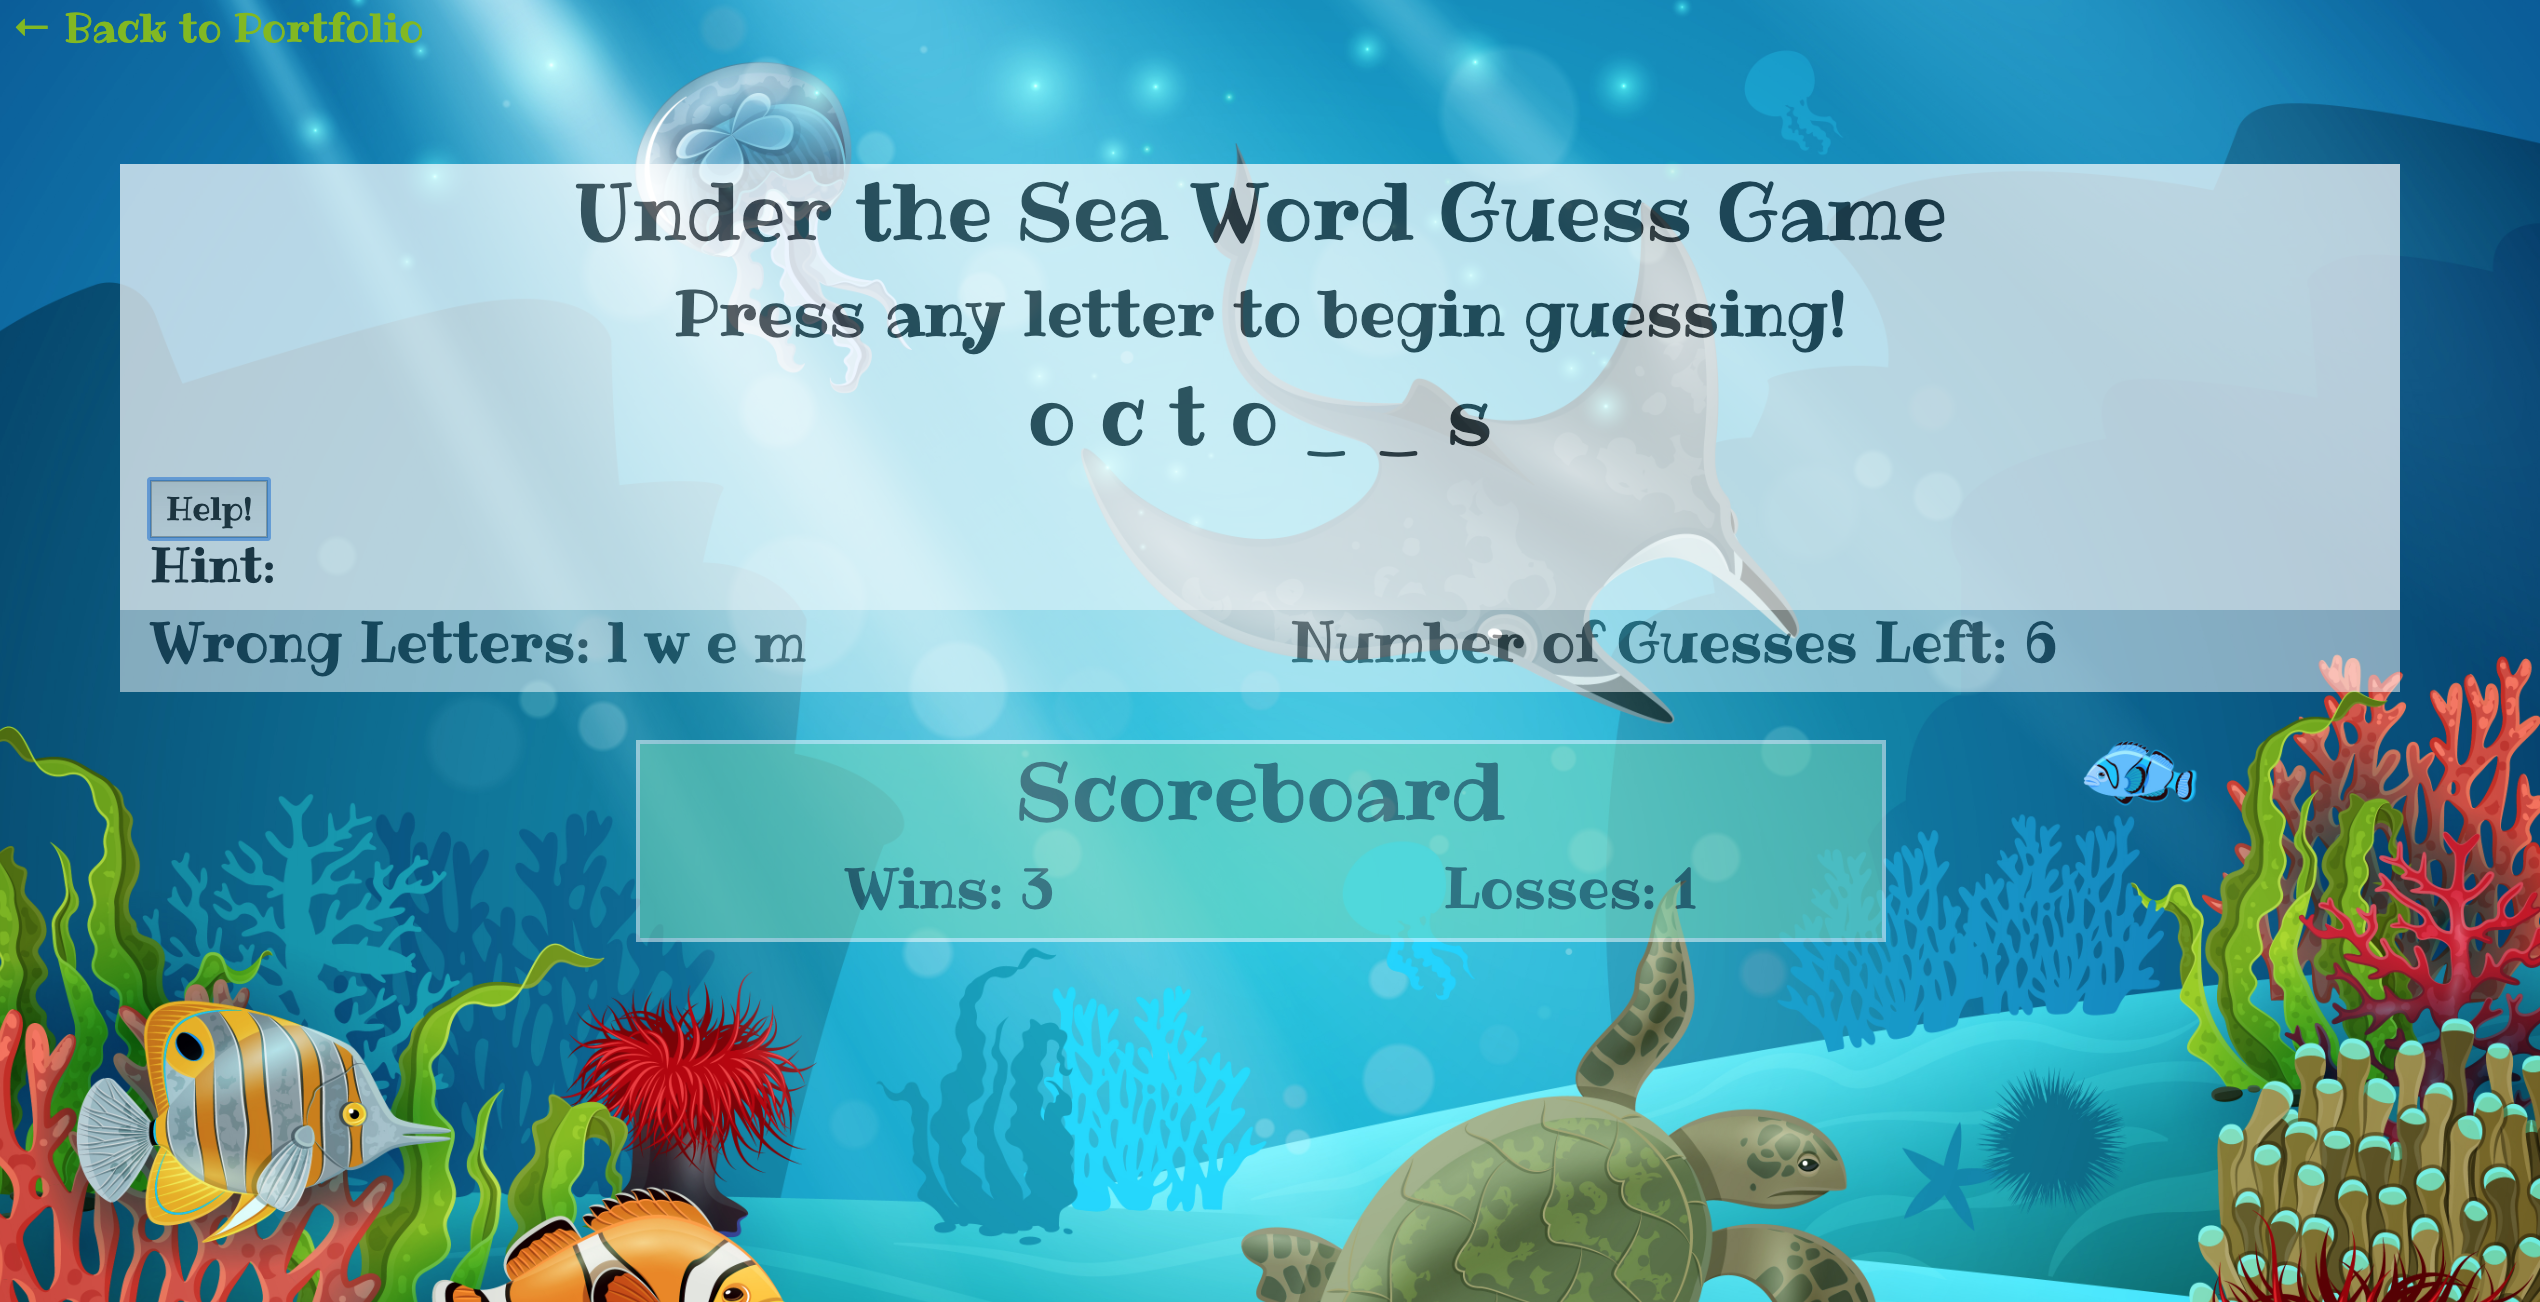 ← Back to Portfolio
Under the Sea Word Guess Game
Press any letter to begin guessing!
o c t o _ _ s
Help!
Hint:
Wrong Letters: l w e m
Number of Guesses Left: 6
Scoreboard
Wins: 3
Losses: 1